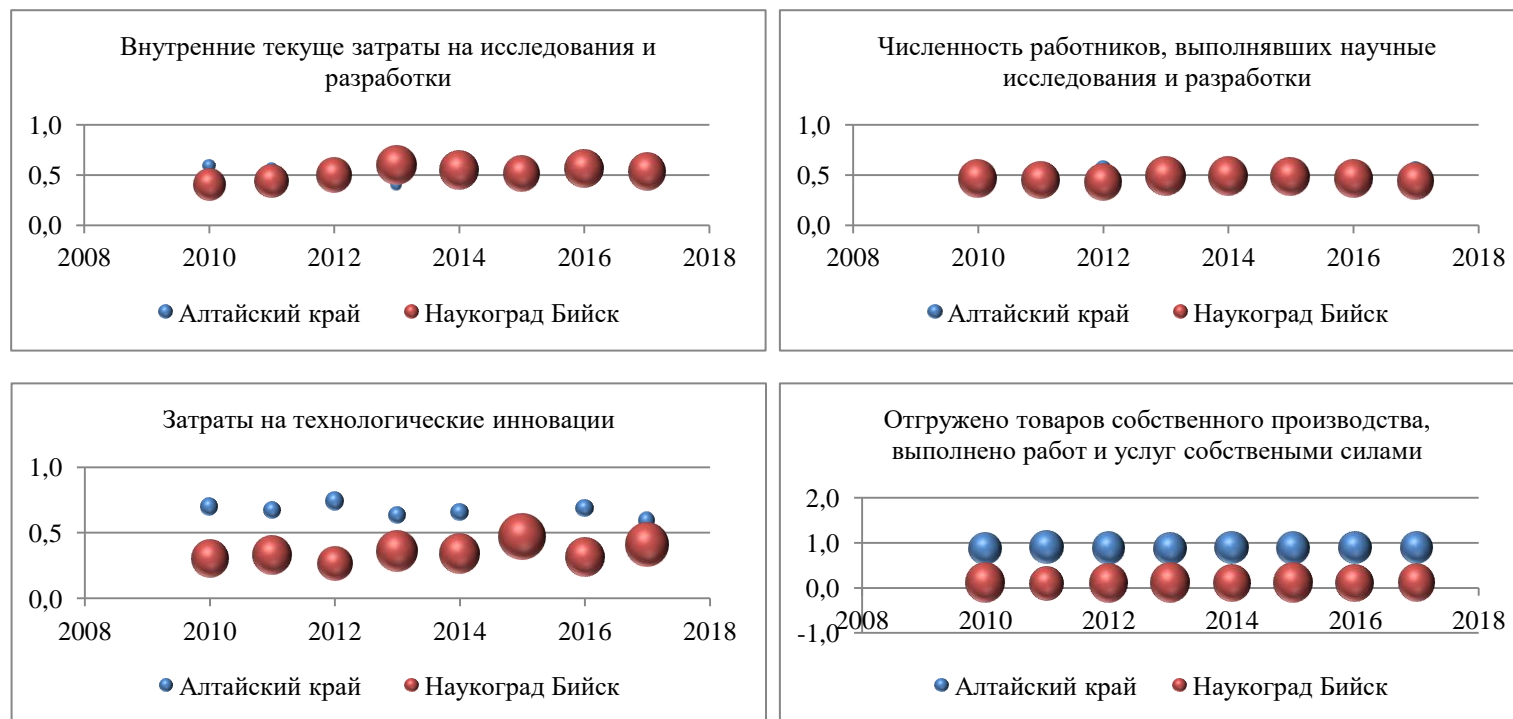 Внутренние текуще затраты на исследования и
разработки
1,0
0,5
0,0
2008 2010 2012 2014 2016 2018
Алтайский край Наукоград Бийск
Численность работников, выполнявших научные
исследования и разработки
1,0
0,5
0,0
2008 2010 2012 2014 2016 2018
Алтайский край Наукоград Бийск
Затраты на технологические инновации
1,0
0,5
0,0
2008 2010 2012 2014 2016 2018
Алтайский край Наукоград Бийск
Отгружено товаров собственного производства,
выполнено работ и услуг собствеными силами
2,0
1,0
0,0
-1,0
2008 2010 2012 2014 2016 2018
Алтайский край Наукоград Бийск